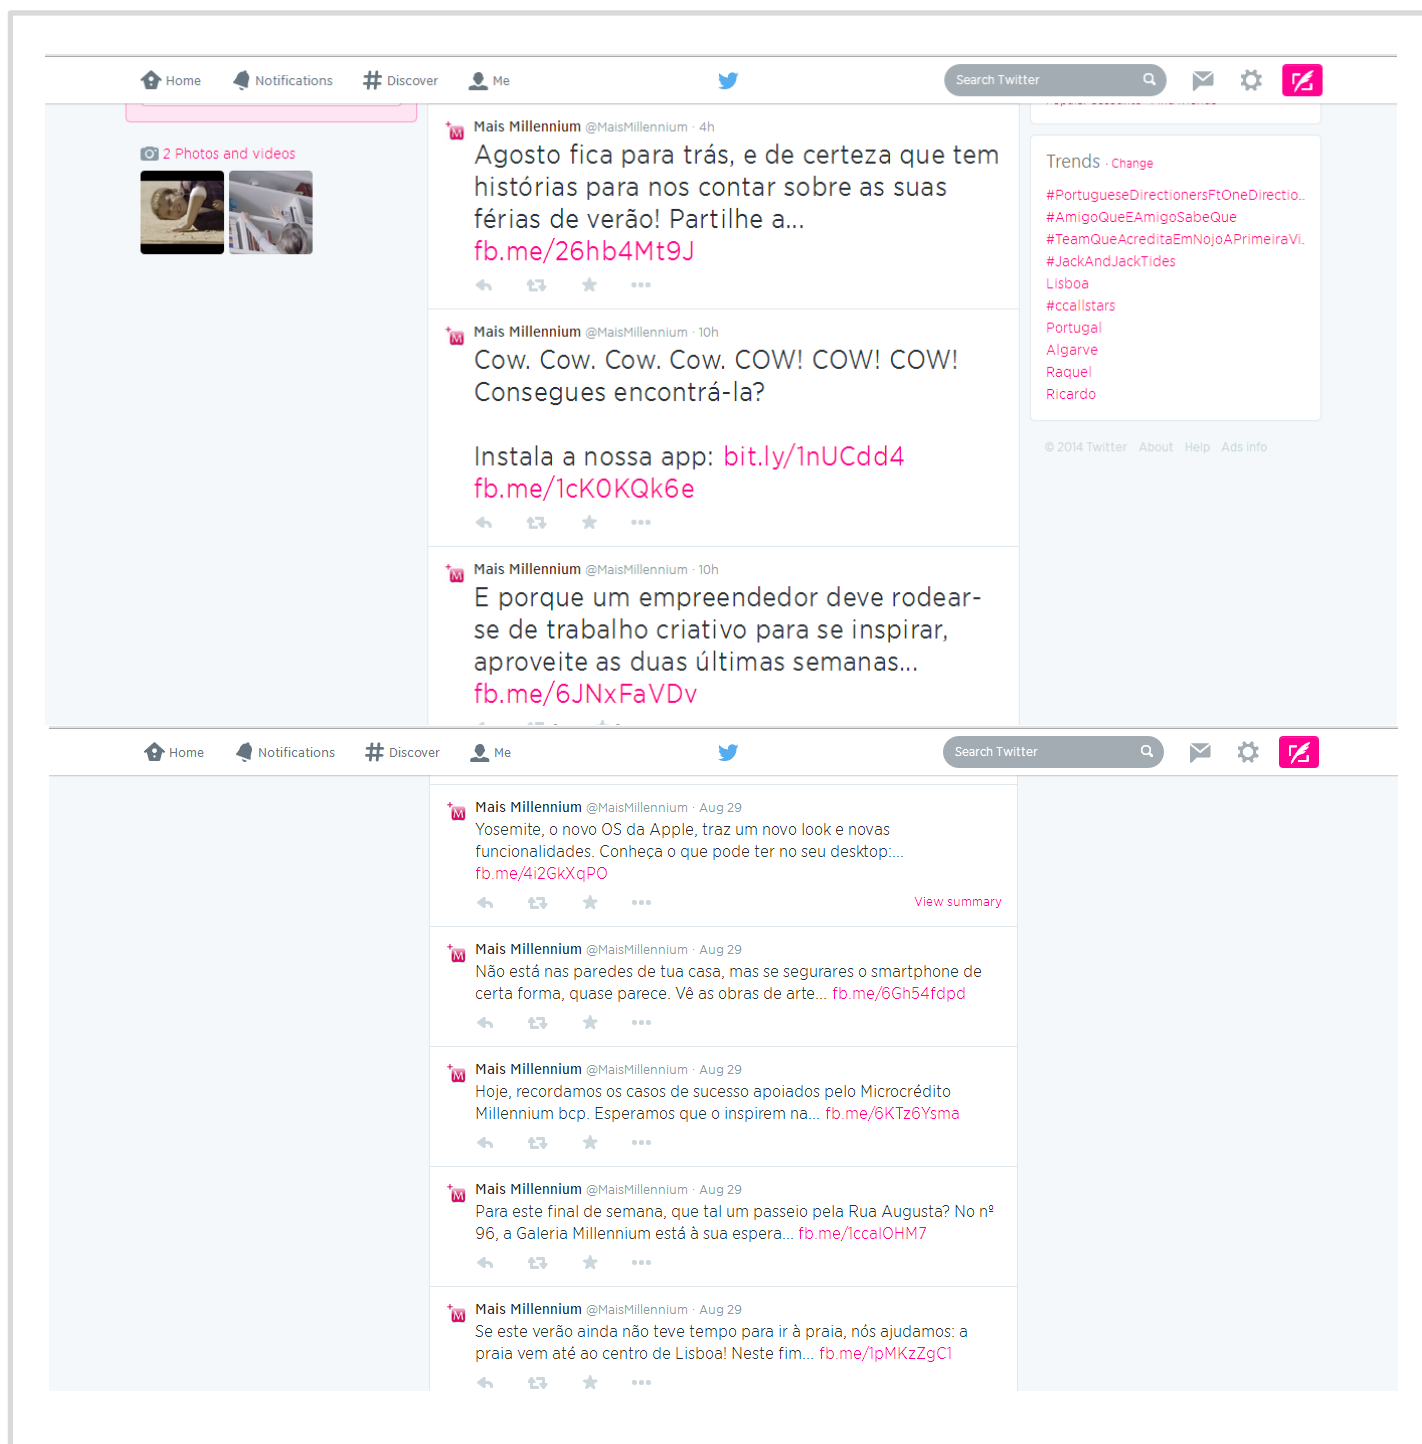 Home Notifications Discover Me Search Twitter
2 Photos and videos
Mais Millennium @MaisMillennium · 4h
Agosto fica para trás, e de certeza que tem
histórias para nos contar sobre as suas
férias de verão! Partilhe a...
fb.me/26hb4Mt9J
Mais Millennium @MaisMillennium · 10h
Cow. Cow. Cow. Cow. COW! COW! COW!
Consegues encontrá-la?
Instala a nossa app: bit.ly/1nUCdd4
fb.me/1cK0KQk6e
Mais Millennium @MaisMillennium · 10h
E porque um empreendedor deve rodear-
se de trabalho criativo para se inspirar,
aproveite as duas últimas semanas...
fb.me/6JNxFaVDv
Trends · Change
#PortugueseDirectionersFtOneDirectio..
#AmigoQueEAmigoSabeQue
#TeamQueAcreditaEmNojoAPrimeiraVi.
#JackAndJackTides
Lisboa
#ccallstars
Portugal
Algarve
Raquel
Ricardo
© 2014 Twitter About Help Ads info
Home Notifications Discover Me Search Twitter
Mais Millennium @MaisMillennium · Aug 29
Yosemite, o novo OS da Apple, traz um novo look e novas
funcionalidades. Conheça o que pode ter no seu desktop:...
fb.me/4i2GkXqPO
View summary
Mais Millennium @MaisMillennium · Aug 29
Não está nas paredes de tua casa, mas se segurares o smartphone de
certa forma, quase parece. Vê as obras de arte... fb.me/6Gh54fdpd
Mais Millennium @MaisMillennium · Aug 29
Hoje, recordamos os casos de sucesso apoiados pelo Microcrédito
Millennium bcp. Esperamos que o inspirem na... fb.me/6KTz6Ysma
Mais Millennium @MaisMillennium · Aug 29
Para este final de semana, que tal um passeio pela Rua Augusta? No nº
96, a Galeria Millennium está à sua espera... fb.me/1ccalOHM7
Mais Millennium @MaisMillennium · Aug 29
Se este verão ainda não teve tempo para ir à praia, nós ajudamos: a
praia vem até ao centro de Lisboa! Neste fim... fb.me/1pMKzZgC1